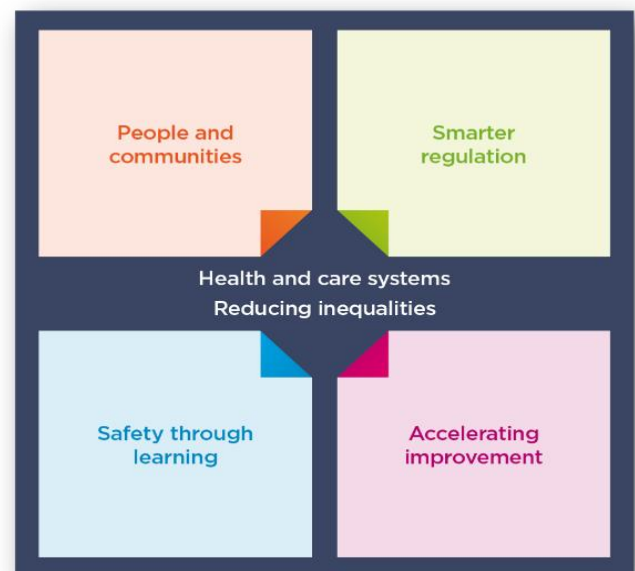 People and
communities
Smarter
regulation
Health and care systems
Reducing inequalities
Safety through
learning
Accelerating
improvement